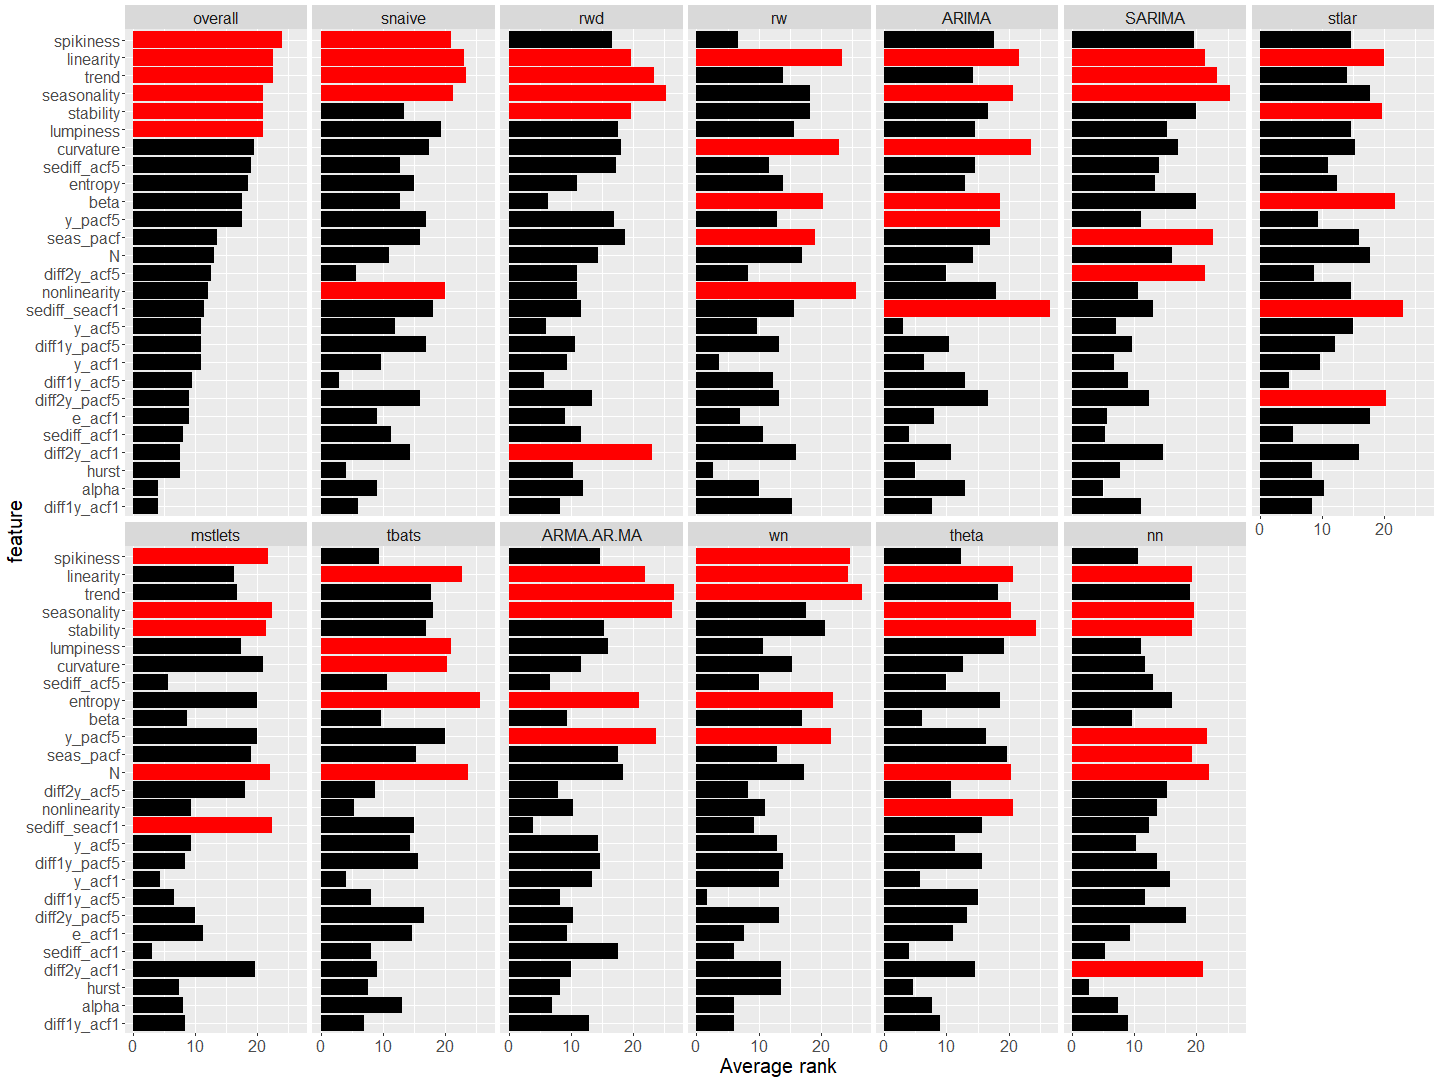 overall snaive rwd rw ARIMA SARIMA stlar
spikiness
linearity
trend
seasonality
stability
lumpiness
curvature
sediff_acf5
entropy
beta
y_pacf5
seas_pacf
N
diff2y_acf5
nonlinearity
sediff_seacf1
y_acf5
diff1y_pacf5
y_acf1
diff1y_acf5
diff2y_pacf5
e_acf1
sediff_acf1
diff2y_acf1
hurst
alpha
diff1y_acf1
0 10 20
feature
mstlets tbats ARMA.AR.MA wn theta nn
spikiness
linearity
trend
seasonality
stability
lumpiness
curvature
sediff_acf5
entropy
beta
y_pacf5
seas_pacf
N
diff2y_acf5
nonlinearity
sediff_seacf1
y_acf5
diff1y_pacf5
y_acf1
diff1y_acf5
diff2y_pacf5
e_acf1
sediff_acf1
diff2y_acf1
hurst
alpha
diff1y_acf1
0 10 20 0 10 20 0 10 20 0 10 20 0 10 20 0 10 20
Average rank